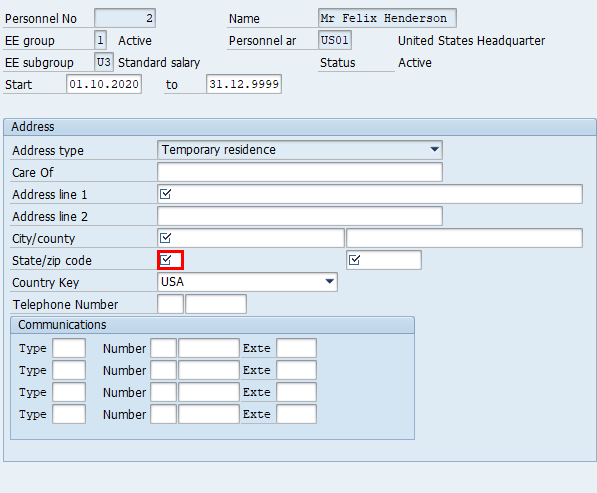 Personnel No 2 Name Mr Felix Henderson
EE group 1 Active Personnel ar US01 United States Headquarter
EE subgroup U3 Standard salary Status Active
Start 01.10.2020 to 31.12.9999
Address
Address type Temporary residence
Care Of
Address line 1
Address line 2
City/county
State/zip code
Country Key USA
Telephone Number
Communications
Type Number Exte
Type Number Exte
Type Number Exte
Type Number Exte